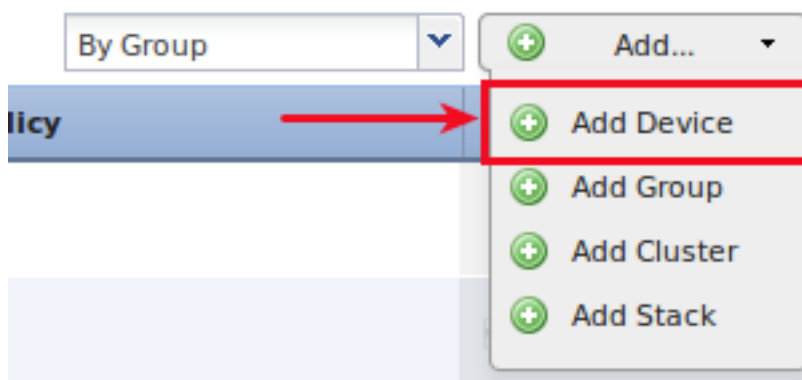 By Group
Add...
licy
Add Device
Add Group
Add Cluster
Add Stack